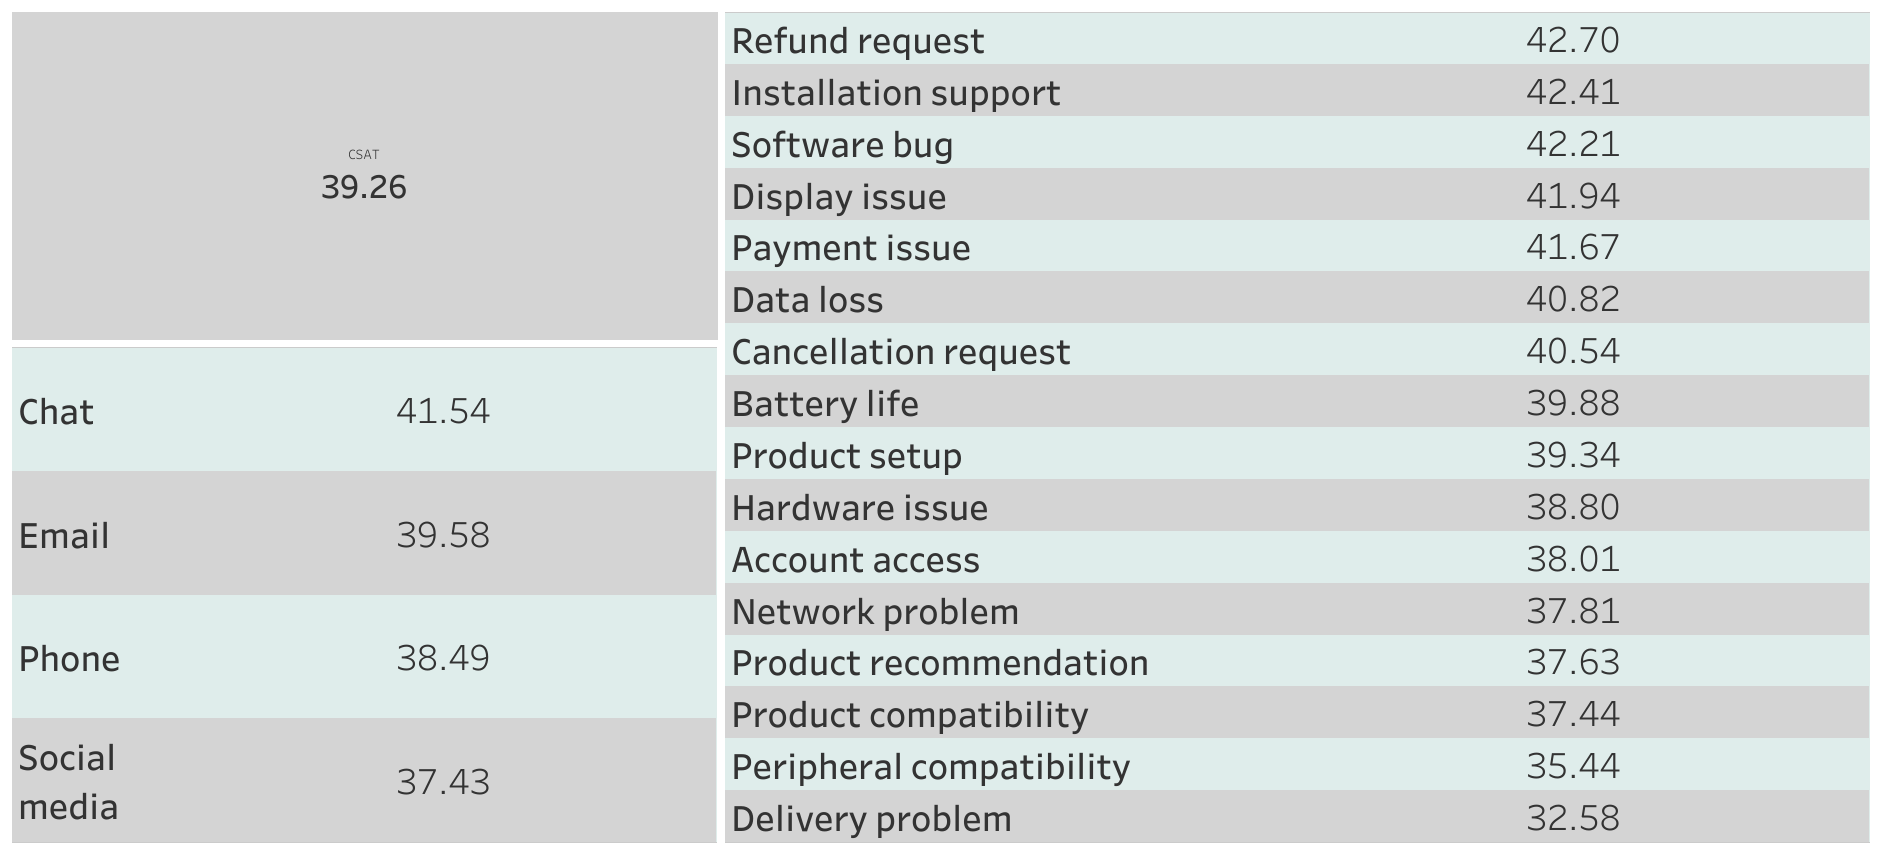 CSAT
39.26
Chat 41.54
Email 39.58
Phone 38.49
Social
media 37.43
Refund request 42.70
Installation support 42.41
Software bug 42.21
Display issue 41.94
Payment issue 41.67
Data loss 40.82
Cancellation request 40.54
Battery life 39.88
Product setup 39.34
Hardware issue 38.80
Account access 38.01
Network problem 37.81
Product recommendation 37.63
Product compatibility 37.44
Peripheral compatibility 35.44
Delivery problem 32.58